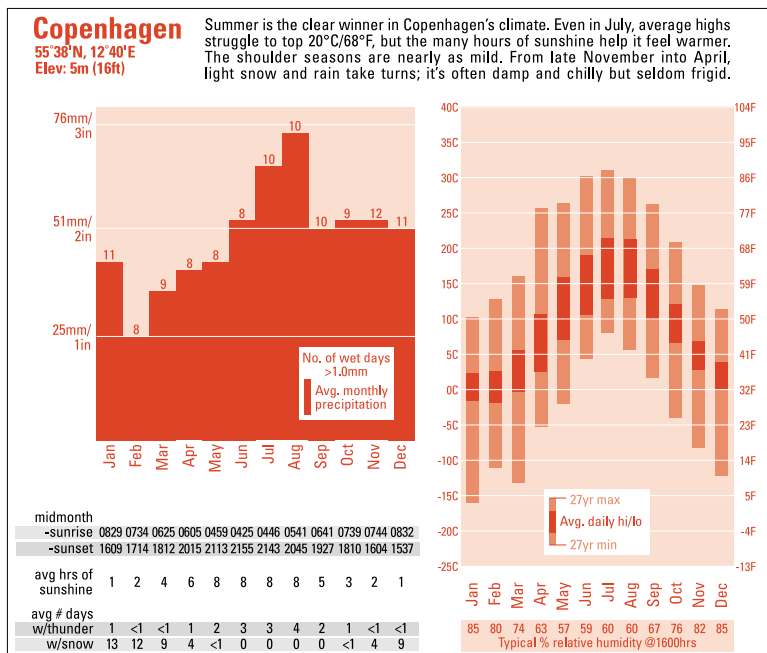 Copenhagen
55°38'N, 12°40'E
Elev: 5m (16ft)
Summer is the clear winner in Copenhagen's climate. Even in July, average highs
struggle to top 20°C/68°F, but the many hours of sunshine help it feel warmer.
The shoulder seasons are nearly as mild. From late November into April,
light snow and rain take turns; it's often damp and chilly but seldom frigid.
76mm/
3in
51mm/
2in
25mm/
1in
11 8 9 8 8 8 10 10 10 9 12 11
No. of wet days
>1.0mm
Avg. monthly
precipitation
Jan Feb Mar Apr May Jun Jul Aug Sep Oct Nov Dec
40C 104F
35C 95F
30C 86F
25C 77F
20C 68F
15C 59F
10C 50F
5C 41F
0C 32F
-5C 23F
-10C 14F
-15C 5F
-20C -4F
-25C -13F
27yr max
Avg. daily hi/lo
27yr min
Jan Feb Mar Apr May Jun Jul Aug Sep Oct Nov Dec
85 80 74 63 57 59 60 60 67 76 82 85
Typical % relative humidity @1600hrs
midmonth
-sunrise 0829 0734 0625 0605 0459 0425 0446 0541 0641 0739 0744 0832
-sunset 1609 1714 1812 2015 2113 2155 2143 2045 1927 1810 1604 1537
avg hrs of
sunshine 1 2 4 6 8 8 8 8 5 3 2 1
avg # days
w/thunder 1 <1 <1 1 2 3 3 4 2 1 <1 <1
w/snow 13 12 9 4 <1 0 0 0 0 <1 4 9